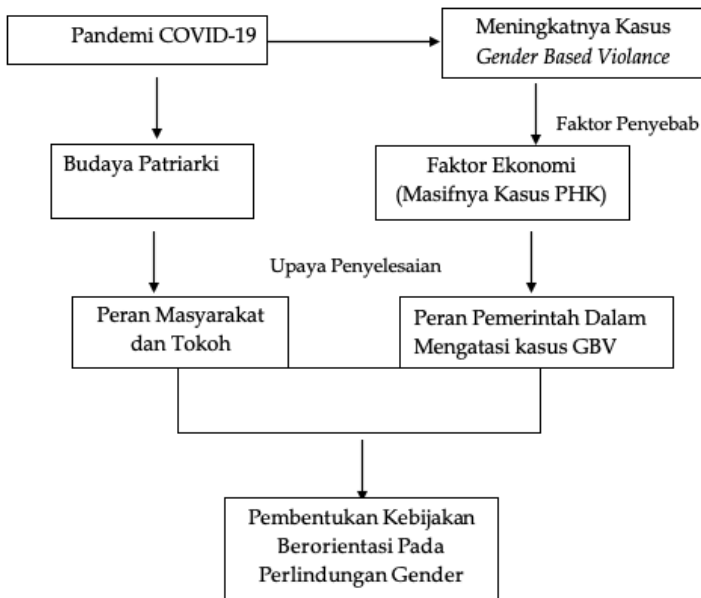 Pandemi COVID-19
Meningkatnya Kasus
Gender Based Violance
Faktor Penyebab
Budaya Patriarki
Faktor Ekonomi
(Masifnya Kasus PHK)
Upaya Penyelesaian
Peran Masyarakat
dan Tokoh
Peran Pemerintah Dalam
Mengatasi kasus GBV
Pembentukan Kebijakan
Berorientasi Pada
Perlindungan Gender